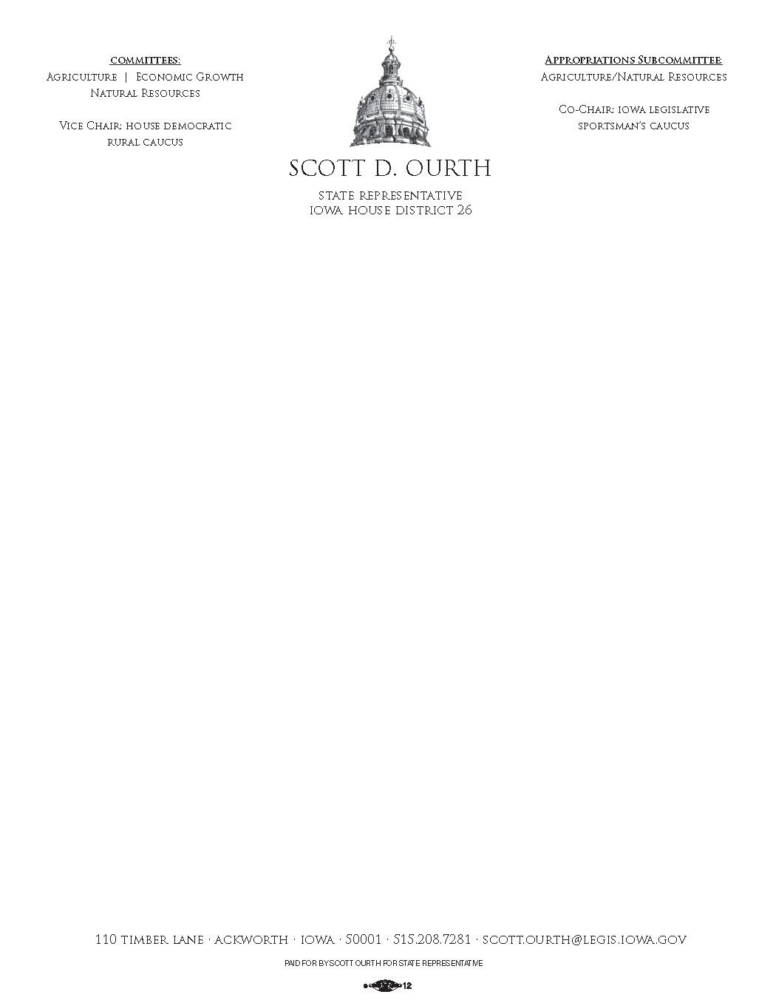 COMMITTEES:
AGRICULTURE | ECONOMIC GROWTH
NATURAL RESOURCES
VICE CHAIR: HOUSE DEMOCRATIC
RURAL CAUCUS
APPROPRIATIONS SUBCOMMITTEE:
AGRICULTURE/NATURAL RESOURCES
CO-CHAIR: IOWA LEGISLATIVE
SPORTSMAN'S CAUCUS
SCOTT D. OURTH
STATE REPRESENTATIVE
IOWA HOUSE DISTRICT 26
110 TIMBER LANE · ACKWORTH · IOWA · 50001 · 515.208.7281 · SCOTT.OURTH@LEGIS.IOWA.GOV
PAID FOR BY SCOTT OURTH FOR STATE REPRESENTATIVE
12